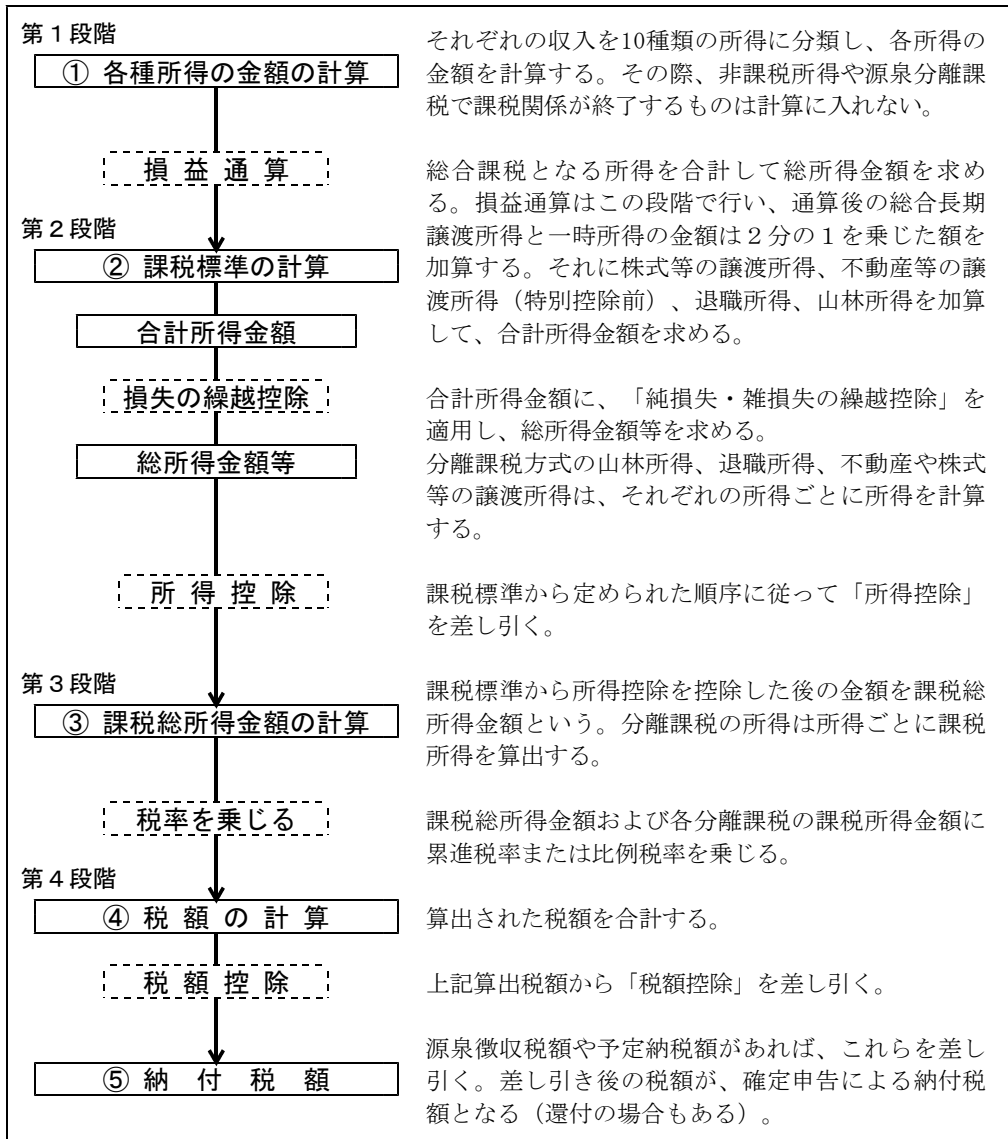 第１段階
① 各種所得の金額の計算
それぞれの収入を10種類の所得に分類し、各所得の
金額を計算する。その際、非課税所得や源泉分離課
税で課税関係が終了するものは計算に入れない。
損 益 通 算
総合課税となる所得を合計して総所得金額を求め
る。損益通算はこの段階で行い、通算後の総合長期
譲渡所得と一時所得の金額は２分の１を乗じた額を
加算する。それに株式等の譲渡所得、不動産等の譲
渡所得（特別控除前）、退職所得、山林所得を加算
して、合計所得金額を求める。
第２段階
② 課税標準の計算
合計所得金額
損失の繰越控除
合計所得金額に、「純損失・雑損失の繰越控除」を
適用し、総所得金額等を求める。
総所得金額等
分離課税方式の山林所得、退職所得、不動産や株式
等の譲渡所得は、それぞれの所得ごとに所得を計算
する。
所 得 控 除
課税標準から定められた順序に従って「所得控除」
を差し引く。
第３段階
③ 課税総所得金額の計算
課税標準から所得控除を控除した後の金額を課税総
所得金額という。分離課税の所得は所得ごとに課税
所得を算出する。
税率を乗じる
課税総所得金額および各分離課税の課税所得金額に
累進税率または比例税率を乗じる。
第４段階
④ 税 額 の 計 算
算出された税額を合計する。
税 額 控 除
上記算出税額から「税額控除」を差し引く。
⑤ 納 付 税 額
源泉徴収税額や予定納税額があれば、これらを差し
引く。差し引き後の税額が、確定申告による納付税
額となる（還付の場合もある）。